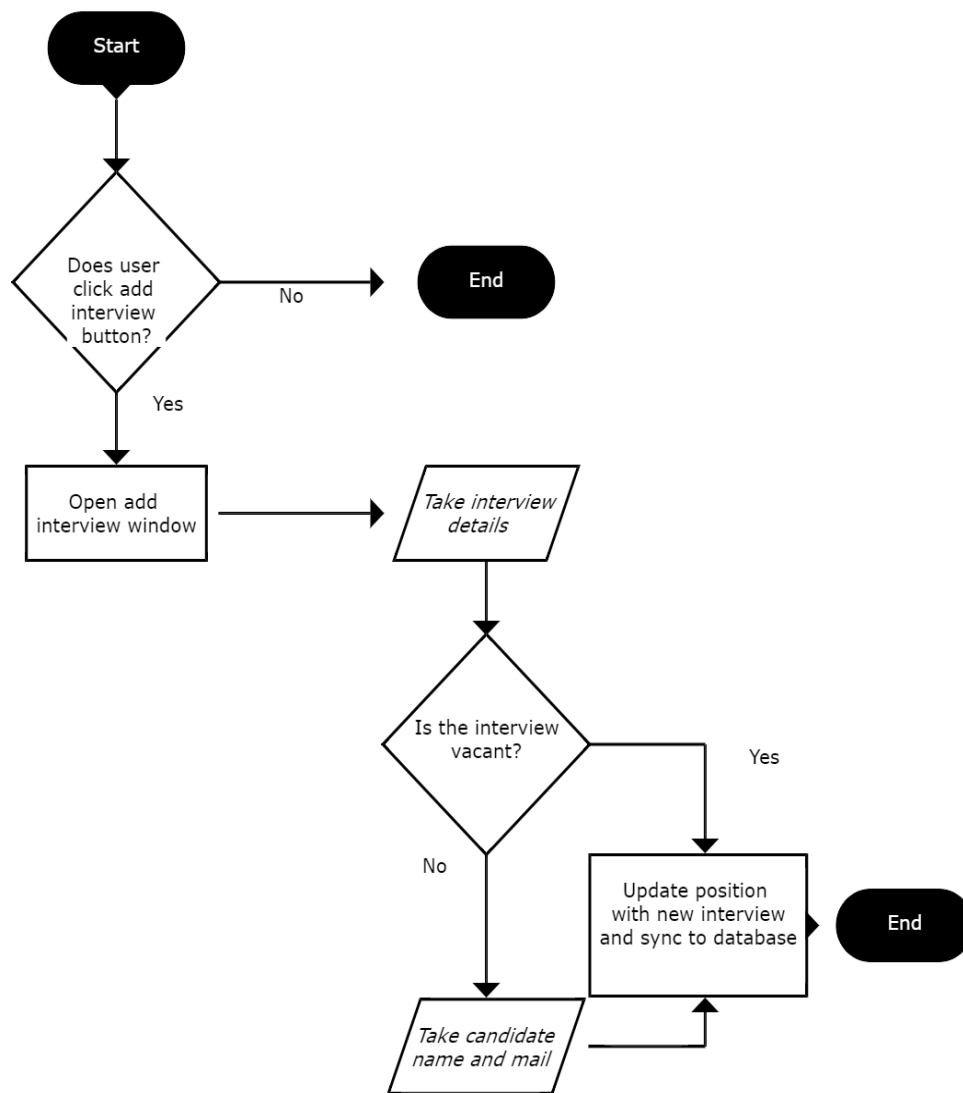 Start
Does user
click add
interview
button?
No
End
Yes
Open add
interview window
Take interview
details
Is the interview
vacant?
Yes
No
Update position
with new interview
and sync to database
End
Take candidate
name and mail